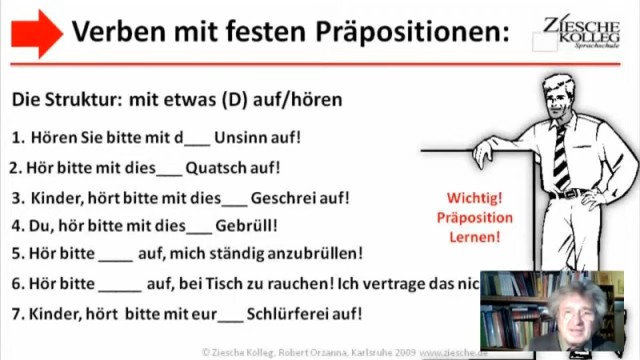 Verben mit festen Präpositionen:
ZIESCHE
KOLLEG
Sprachschule
Die Struktur: mit etwas (D) auf/hören
1. Hören Sie bitte mit d___ Unsinn auf!
2. Hör bitte mit dies___ Quatsch auf!
3. Kinder, hört bitte mit dies___ Geschrei auf!
4. Du, hör bitte mit dies___ Gebrüll!
5. Hör bitte ____ auf, mich ständig anzubrüllen!
6. Hör bitte _____ auf, bei Tisch zu rauchen! Ich vertrage das nic
7. Kinder, hört bitte mit eur___ Schlürferei auf!
Wichtig!
Präposition
Lernen!
© Ziesche Kolleg, Robert Orzanna, Karlsruhe 2009 www.ziesche.de